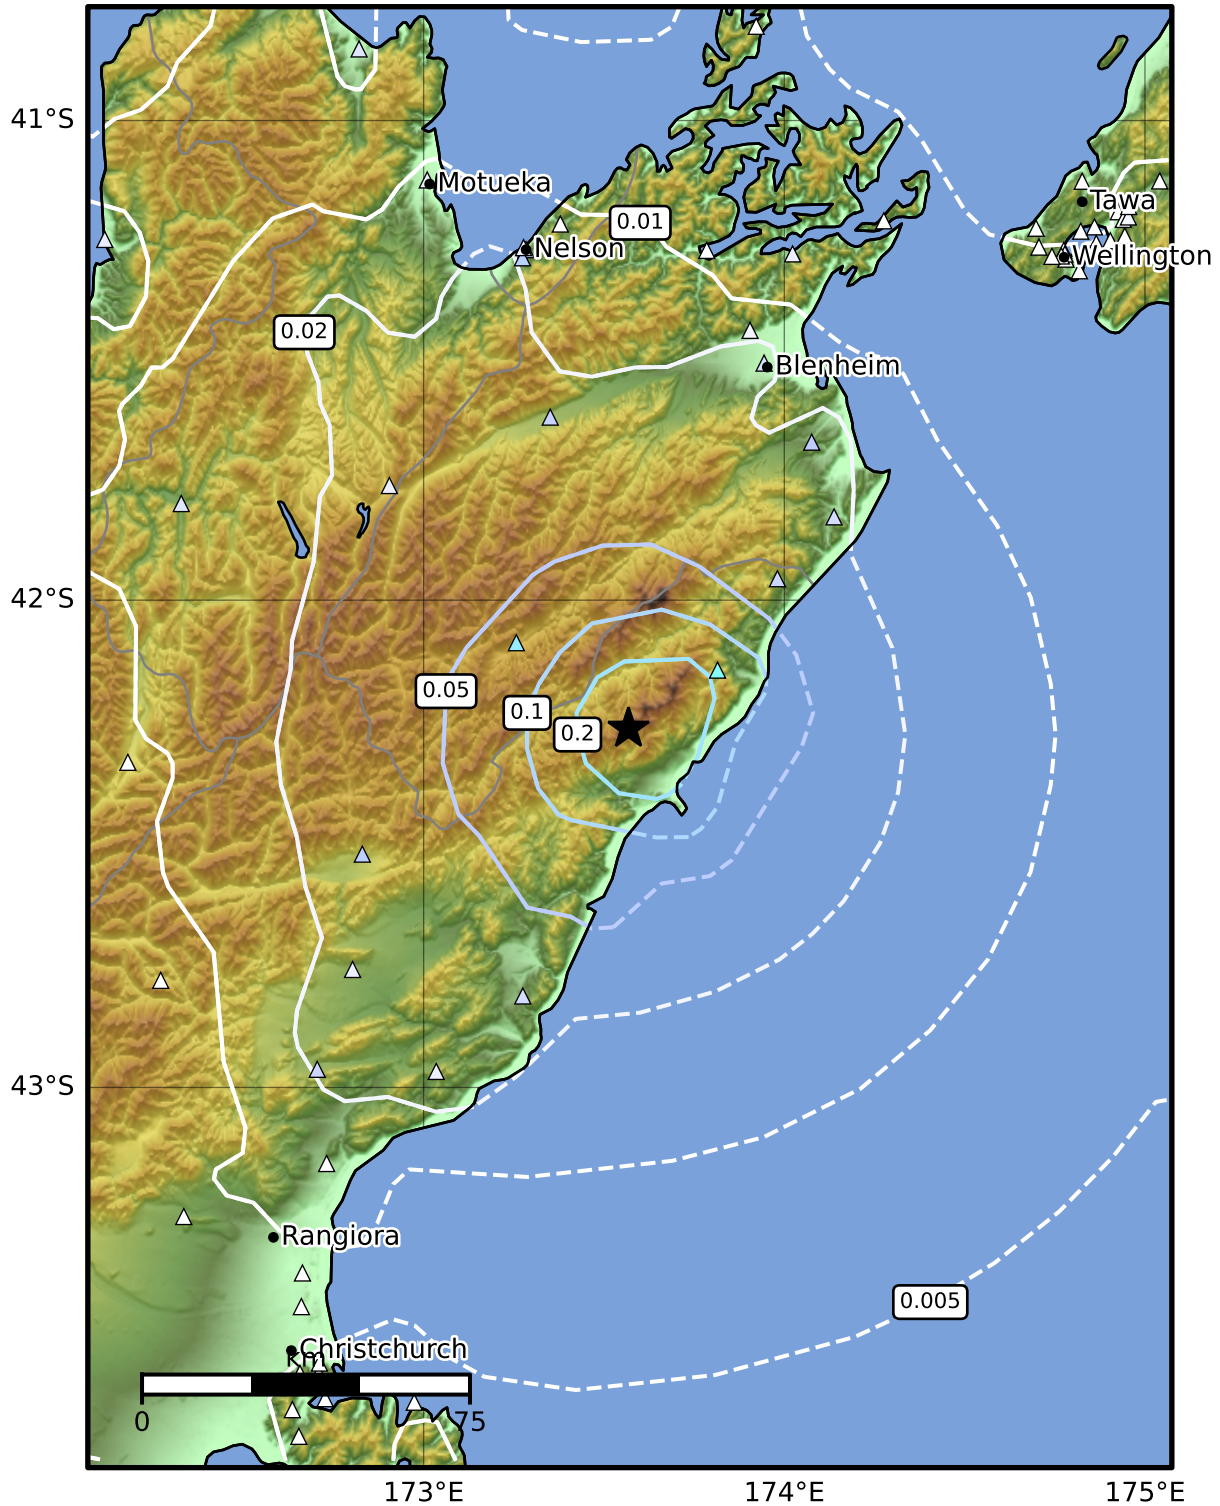 41°S
Motueka
Tawa
0.01
Nelson
Wellington
0.02
Blenheim
42°S
0.05
0.1
0.2
43°S
Rangiora
0.005
Christchurch
Km
0
75
173°E
174°E
175°E